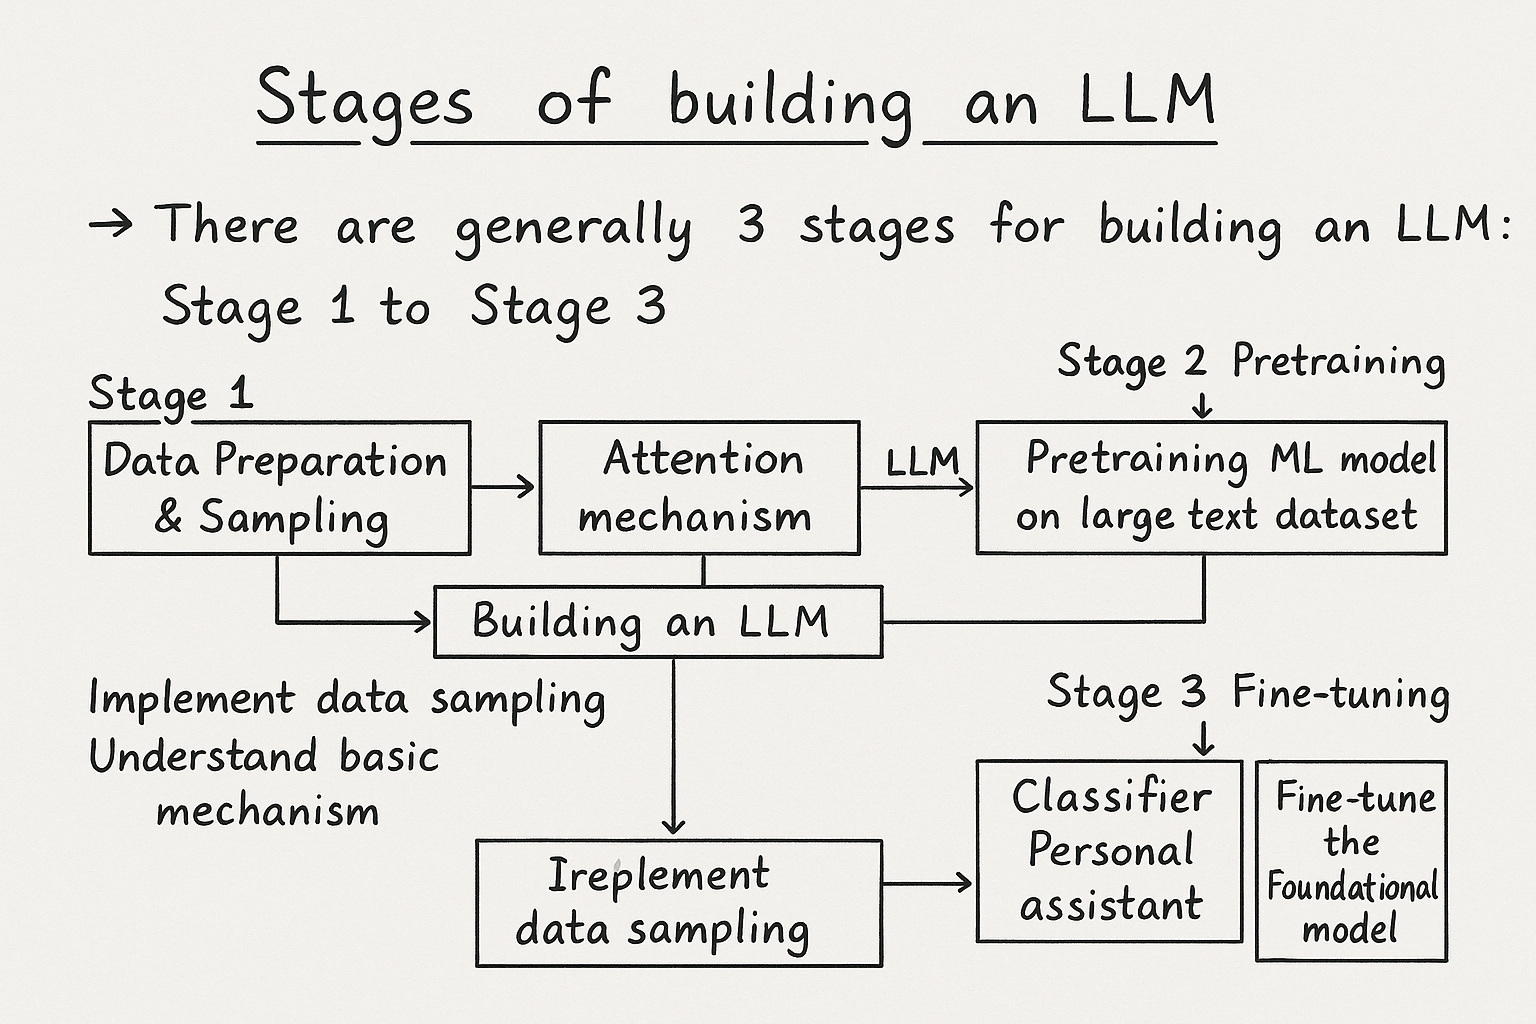 Stages of building an LLM
→ There are generally 3 stages for building an LLM:
Stage 1 to Stage 3
Stage 1
Data Preparation
& Sampling
Attention
mechanism
LLM
Stage 2 Pretraining
Pretraining ML model
on large text dataset
Building an LLM
Implement data sampling
Understand basic
mechanism
Ireplement
data sampling
Stage 3 Fine-tuning
Classifier
Personal
assistant
Fine-tune
the
Foundational
model